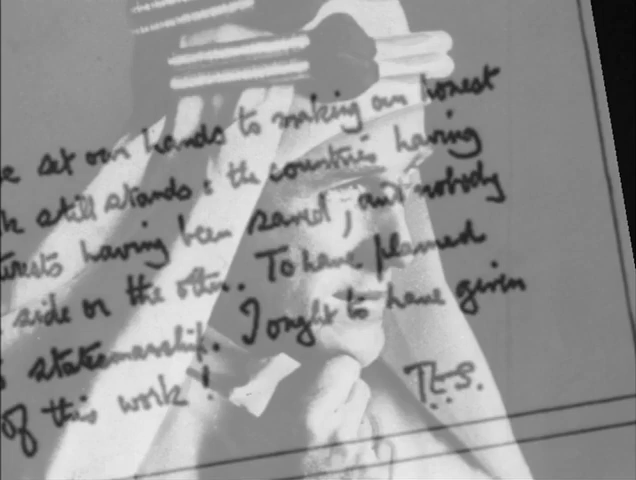 set our hands to making an honest
still stands : the countries having
having been saved ; and nobody
side or the other. To have planned
statesmanship. I ought to have given
of this work !
T.E.S.